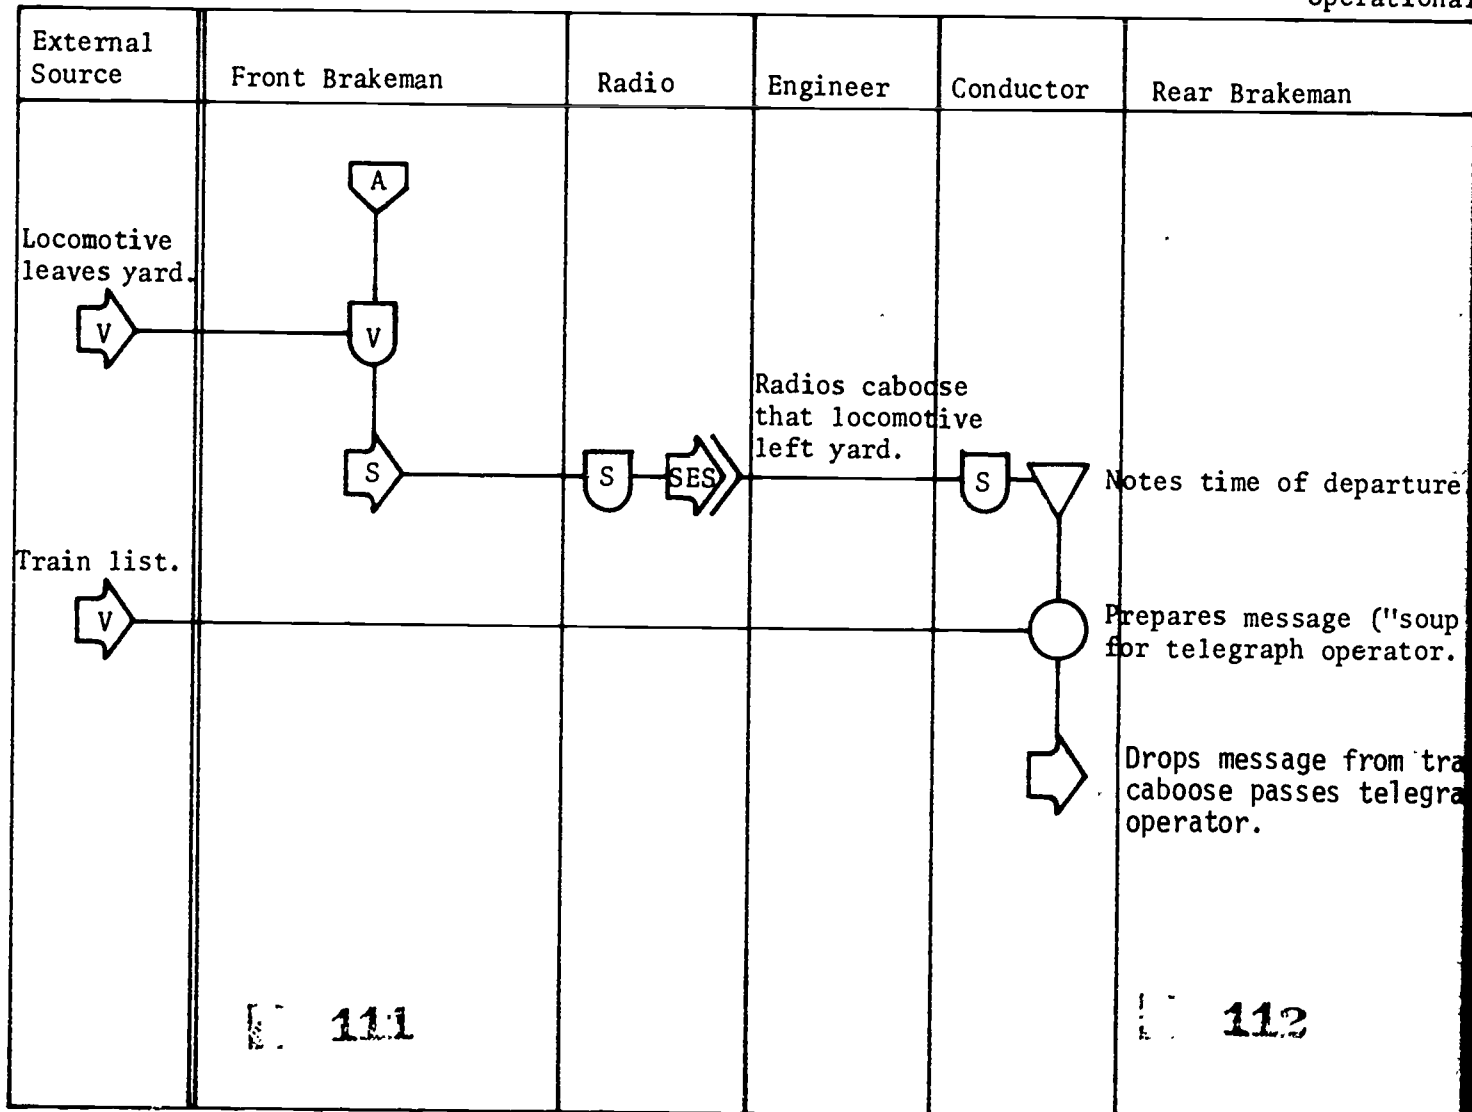 External
Source
Front Brakeman
Radio
Engineer
Conductor
Rear Brakeman
A
Locomotive
leaves yard.
V
V
Radios caboose
that locomotive
left yard.
S
S
SES
S
Notes time of departure
Train list.
V
Prepares message ("soup
for telegraph operator.
Drops message from tra
caboose passes telegra
operator.
111
112